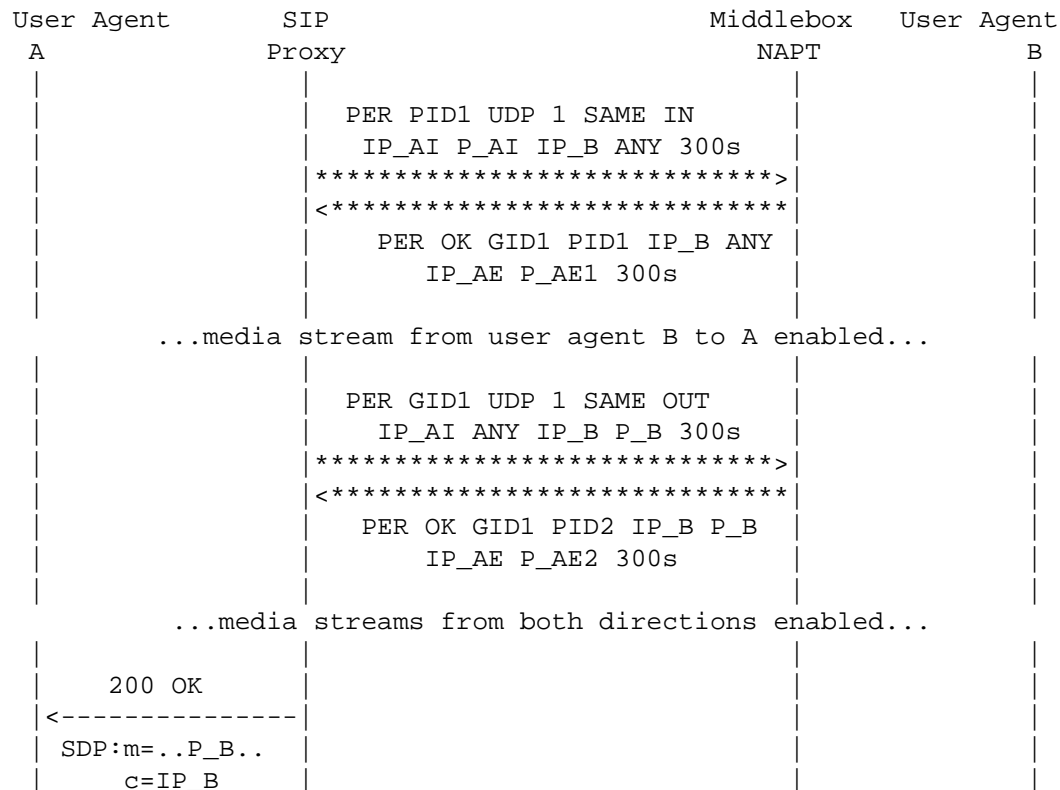 User Agent SIP Middlebox User Agent
A Proxy NAPT B
PER PID1 UDP 1 SAME IN
IP_AI P_AI IP_B ANY 300s
******************************>
<******************************
PER OK GID1 PID1 IP_B ANY
IP_AE P_AE1 300s
...media stream from user agent B to A enabled...
PER GID1 UDP 1 SAME OUT
IP_AI ANY IP_B P_B 300s
******************************>
<******************************
PER OK GID1 PID2 IP_B P_B
IP_AE P_AE2 300s
...media streams from both directions enabled...
200 OK
<----------------
SDP:m=..P_B..
c=IP_B